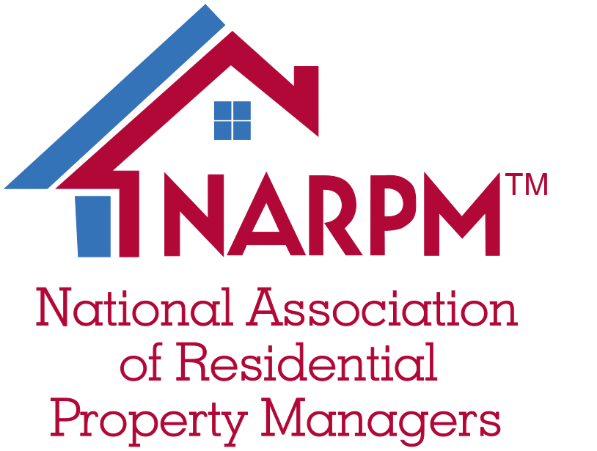 NARPM™
National Association
of Residential
Property Managers